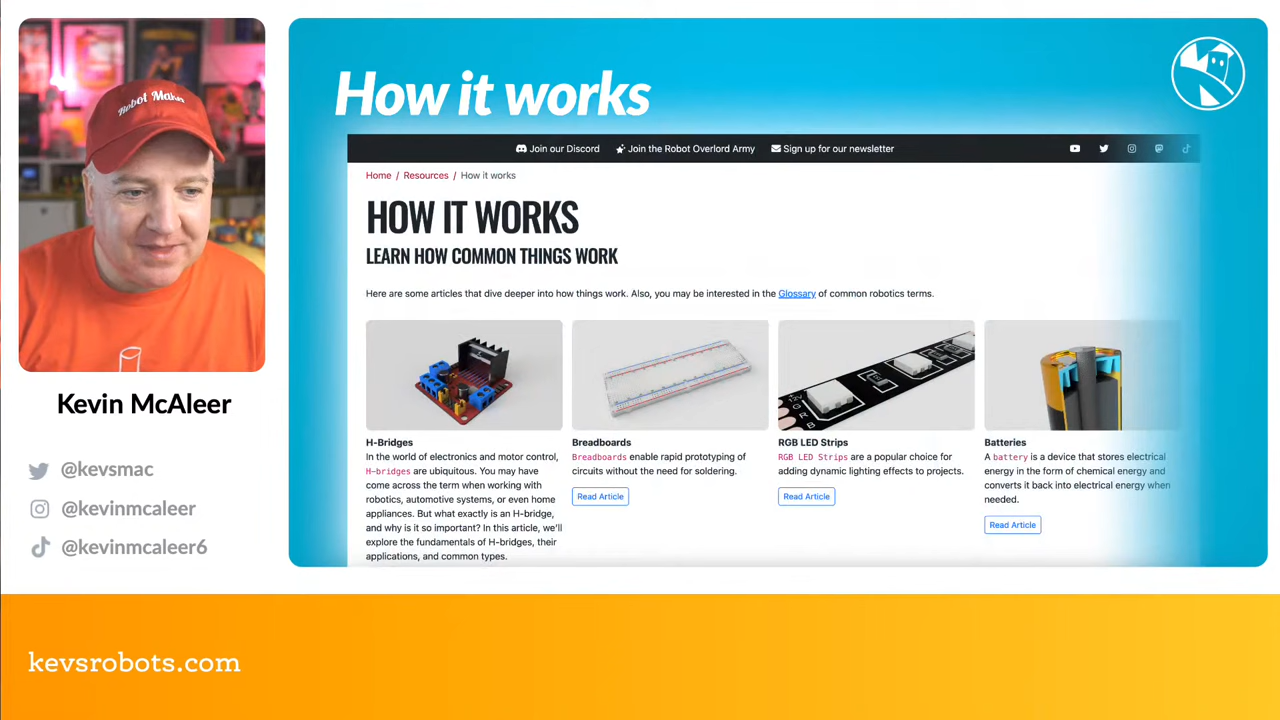 Robot Maker
Kevin McAleer
@kevsmac
@kevinmcaleer
@kevinmcaleer6
How it works
Join our Discord Join the Robot Overlord Army Sign up for our newsletter
Home / Resources / How it works
HOW IT WORKS
LEARN HOW COMMON THINGS WORK
Here are some articles that dive deeper into how things work. Also, you may be interested in the Glossary of common robotics terms.
12V
G
R
B
H-Bridges
In the world of electronics and motor control,
H-bridges are ubiquitous. You may have
come across the term when working with
robotics, automotive systems, or even home
appliances. But what exactly is an H-bridge,
and why is it so important? In this article, we'll
explore the fundamentals of H-bridges, their
applications, and common types.
Breadboards
Breadboards enable rapid prototyping of
circuits without the need for soldering.
Read Article
RGB LED Strips
RGB LED Strips are a popular choice for
adding dynamic lighting effects to projects.
Read Article
Batteries
A battery is a device that stores electrical
energy in the form of chemical energy and
converts it back into electrical energy when
needed.
Read Article
kevsrobots.com